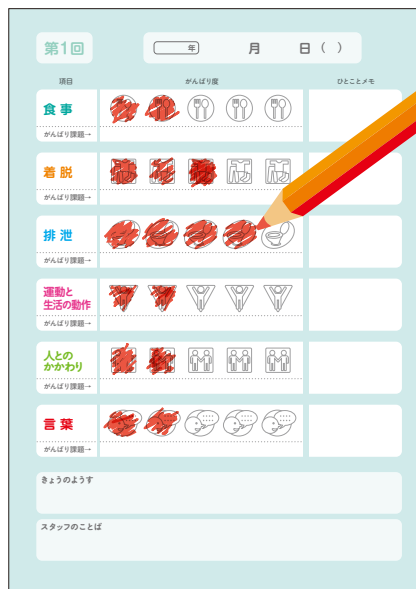 第1回
年 月 日( )
項目 がんばり度 ひとことメモ
食事
がんばり課題→
着脱
がんばり課題→
排泄
がんばり課題→
運動と
生活の動作
がんばり課題→
人との
かかわり
がんばり課題→
言葉
がんばり課題→
きょうのようす
スタッフのことば